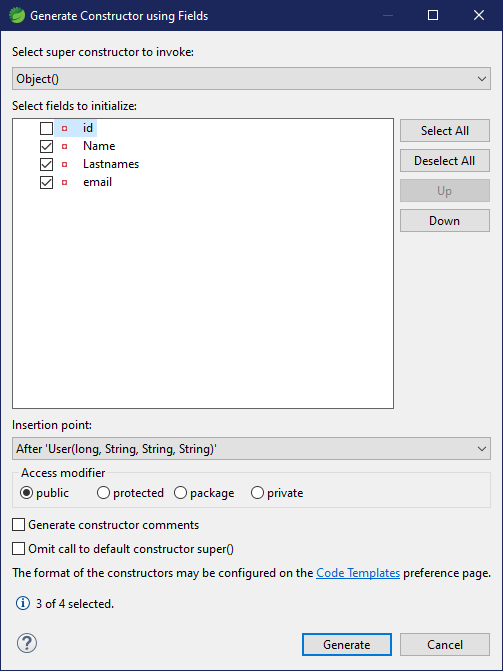 Generate Constructor using Fields
Select super constructor to invoke:
Object()
Select fields to initialize:
id
Name
Lastnames
email
Select All
Deselect All
Up
Down
Insertion point:
After 'User(long, String, String, String)'
Access modifier
public protected package private
Generate constructor comments
Omit call to default constructor super()
The format of the constructors may be configured on the Code Templates preference page.
3 of 4 selected.
Generate Cancel